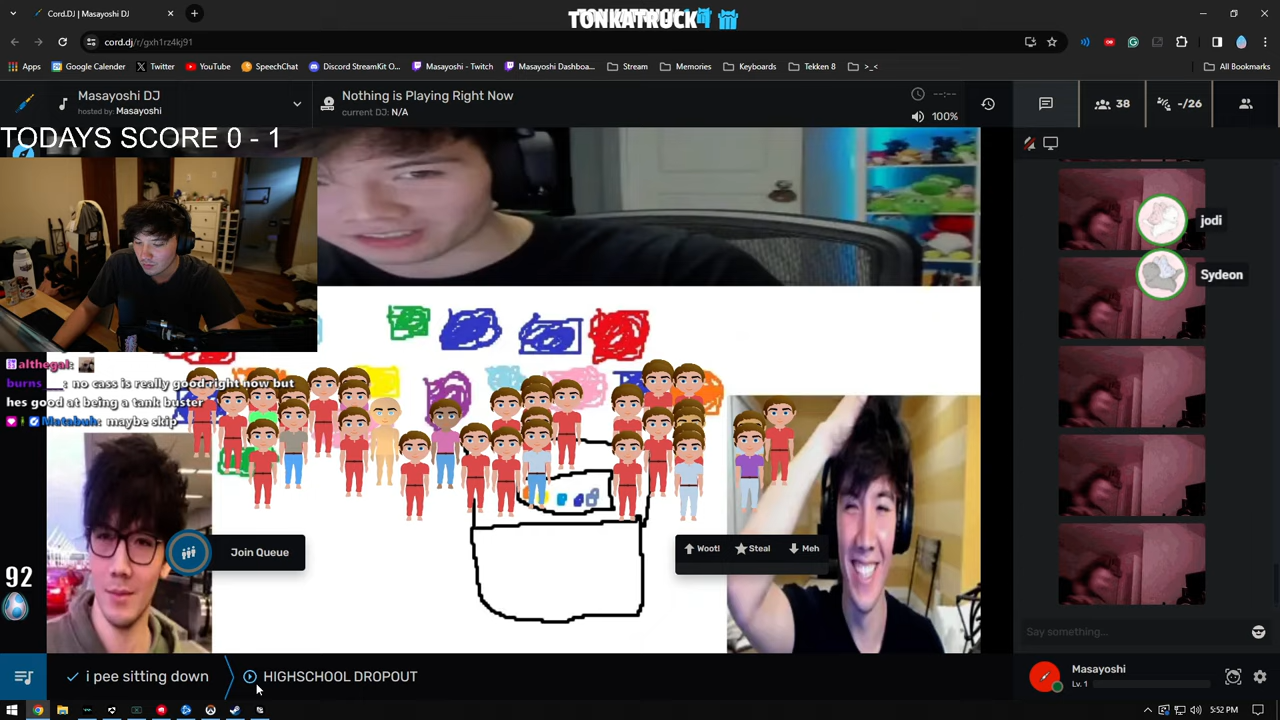 Cord.DJ | Masayoshi DJ
TONKATRUCK
cord.dj/r/gxh1rz4kj91
Apps
Google Calender
Twitter
YouTube
SpeechChat
Discord StreamKit O...
Masayoshi - Twitch
Masayoshi Dashboa...
Stream
Memories
Keyboards
Tekken 8
>_<
All Bookmarks
Masayoshi DJ
hosted by: Masayoshi
Nothing is Playing Right Now
current DJ: N/A
--:--
100%
38
-/26
TODAYS SCORE 0 - 1
jodi
Sydeon
althegal:
burns___: no cass is really good right now but
hes good at being a tank buster
Matabuh: maybe skip
Join Queue
Woot!
Steal
Meh
92
Say something...
i pee sitting down
HIGHSCHOOL DROPOUT
Masayoshi
Lv. 1
5:52 PM